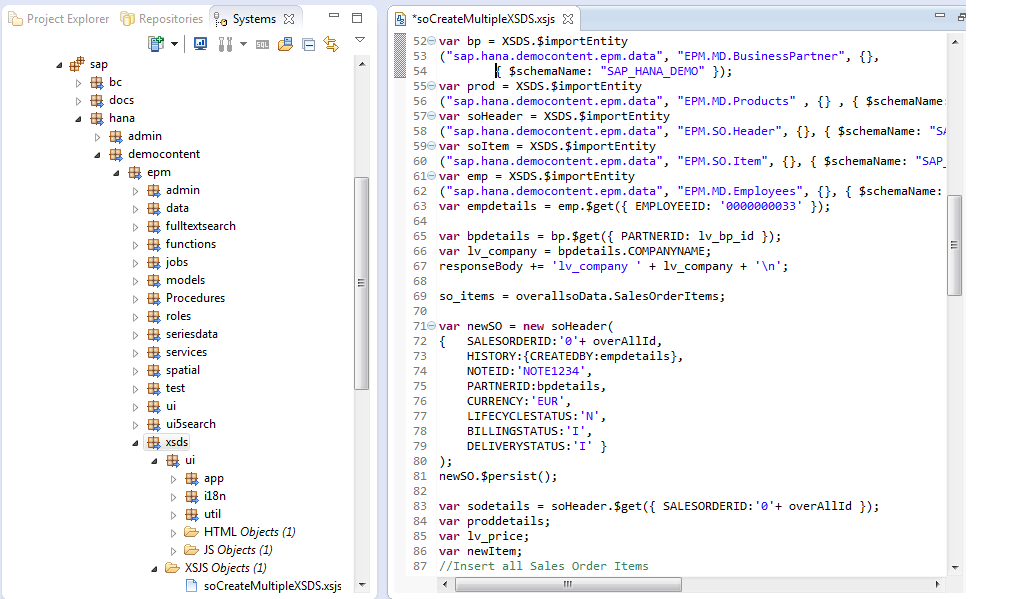 Project Explorer Repositories Systems
sap
bc
docs
hana
admin
democontent
epm
admin
data
fulltextsearch
functions
jobs
models
Procedures
roles
seriesdata
services
spatial
test
ui
ui5search
xsds
ui
app
i18n
util
HTML Objects (1)
JS Objects (1)
XSJS Objects (1)
soCreateMultipleXSDS.xsjs
*soCreateMultipleXSDS.xsjs
52 var bp = XSDS.$importEntity
53 ("sap.hana.democontent.epm.data", "EPM.MD.BusinessPartner", {},
54 { $schemaName: "SAP_HANA_DEMO" });
55 var prod = XSDS.$importEntity
56 ("sap.hana.democontent.epm.data", "EPM.MD.Products" , {} , { $schemaName:
57 var soHeader = XSDS.$importEntity
58 ("sap.hana.democontent.epm.data", "EPM.SO.Header", {}, { $schemaName: "SA
59 var soItem = XSDS.$importEntity
60 ("sap.hana.democontent.epm.data", "EPM.SO.Item", {}, { $schemaName: "SAP_
61 var emp = XSDS.$importEntity
62 ("sap.hana.democontent.epm.data", "EPM.MD.Employees", {}, { $schemaName:
63 var empdetails = emp.$get({ EMPLOYEEID: '0000000033' });
64
65 var bpdetails = bp.$get({ PARTNERID: lv_bp_id });
66 var lv_company = bpdetails.COMPANYNAME;
67 responseBody += 'lv_company ' + lv_company + '\n';
68
69 so_items = overallsoData.SalesOrderItems;
70
71 var newSO = new soHeader(
72 { SALESORDERID:'0'+ overAllId,
73 HISTORY:{CREATEDBY:empdetails},
74 NOTEID:'NOTE1234',
75 PARTNERID:bpdetails,
76 CURRENCY:'EUR',
77 LIFECYCLESTATUS:'N',
78 BILLINGSTATUS:'I',
79 DELIVERYSTATUS:'I' }
80 );
81 newSO.$persist();
82
83 var sodetails = soHeader.$get({ SALESORDERID:'0'+ overAllId });
84 var proddetails;
85 var lv_price;
86 var newItem;
87 //Insert all Sales Order Items